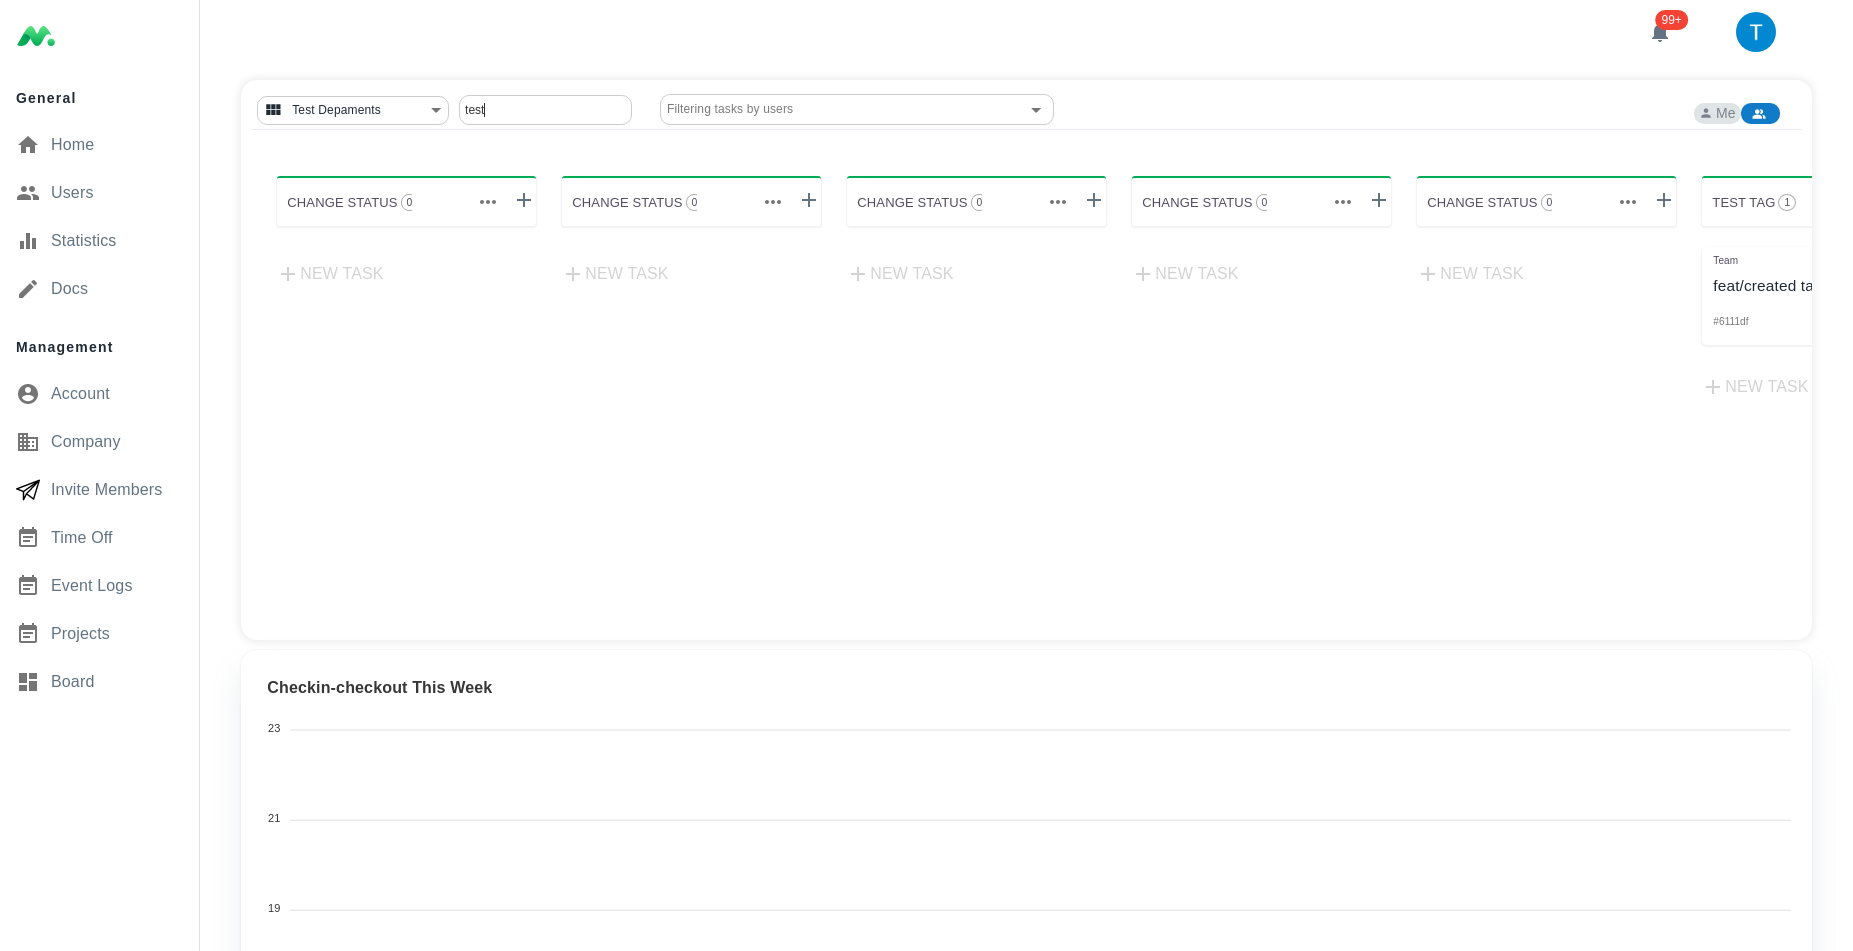 99+
T
General
Home
Users
Statistics
Docs
Management
Account
Company
Invite Members
Time Off
Event Logs
Projects
Board
Test Depaments
test
Filtering tasks by users
Me
CHANGE STATUS 0
CHANGE STATUS 0
CHANGE STATUS 0
CHANGE STATUS 0
CHANGE STATUS 0
TEST TAG 1
NEW TASK
NEW TASK
NEW TASK
NEW TASK
NEW TASK
Team
feat/created ta
#6111df
NEW TASK
Checkin-checkout This Week
23
21
19